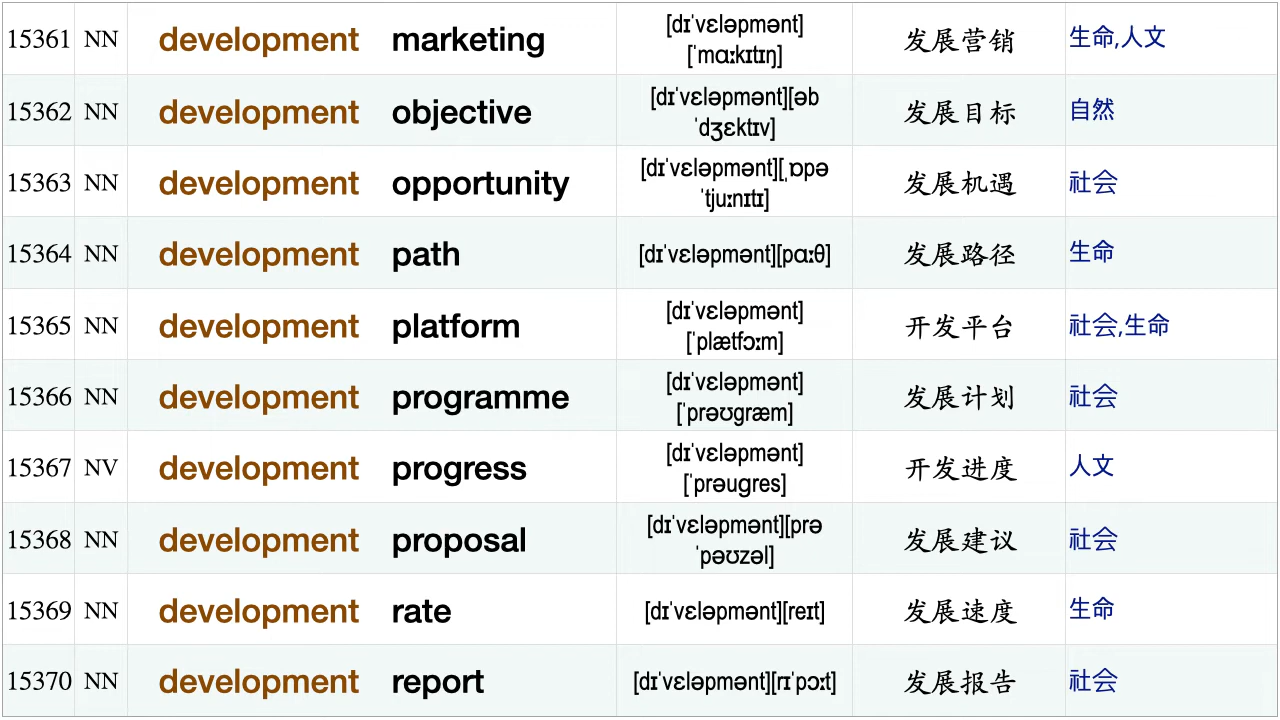 15361 NN development marketing [dɪˈvɛləpmənt] [ˈmɑːkɪtɪŋ] 发展营销 生命,人文
15362 NN development objective [dɪˈvɛləpmənt][əb ˈdʒɛktɪv] 发展目标 自然
15363 NN development opportunity [dɪˈvɛləpmənt][ˌɒpə ˈtjuːnɪtɪ] 发展机遇 社会
15364 NN development path [dɪˈvɛləpmənt][pɑːθ] 发展路径 生命
15365 NN development platform [dɪˈvɛləpmənt] [ˈplætfɔːm] 开发平台 社会,生命
15366 NN development programme [dɪˈvɛləpmənt] [ˈprəʊɡræm] 发展计划 社会
15367 NV development progress [dɪˈvɛləpmənt] [ˈprəuɡres] 开发进度 人文
15368 NN development proposal [dɪˈvɛləpmənt][prə ˈpəʊzəl] 发展建议 社会
15369 NN development rate [dɪˈvɛləpmənt][reɪt] 发展速度 生命
15370 NN development report [dɪˈvɛləpmənt][rɪˈpɔːt] 发展报告 社会